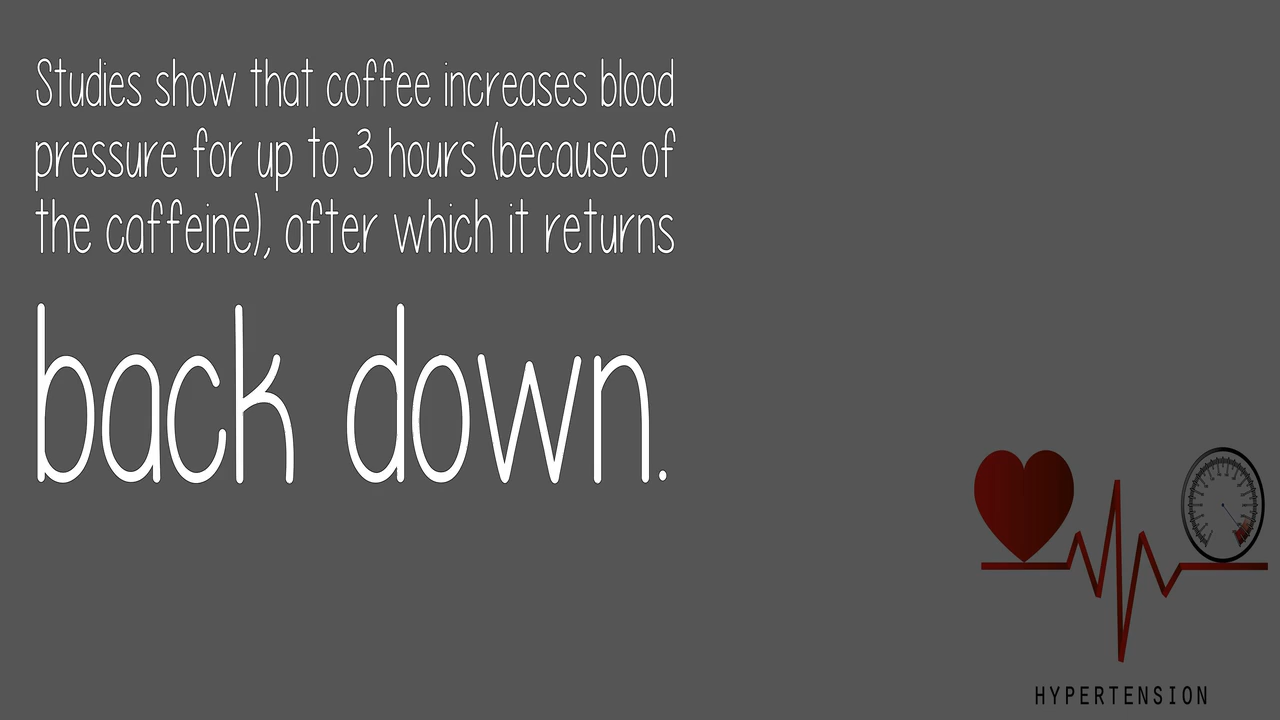 Studies show that coffee increases blood
pressure for up to 3 hours (because of
the caffeine), after which it returns
back down.
HYPERTENSION